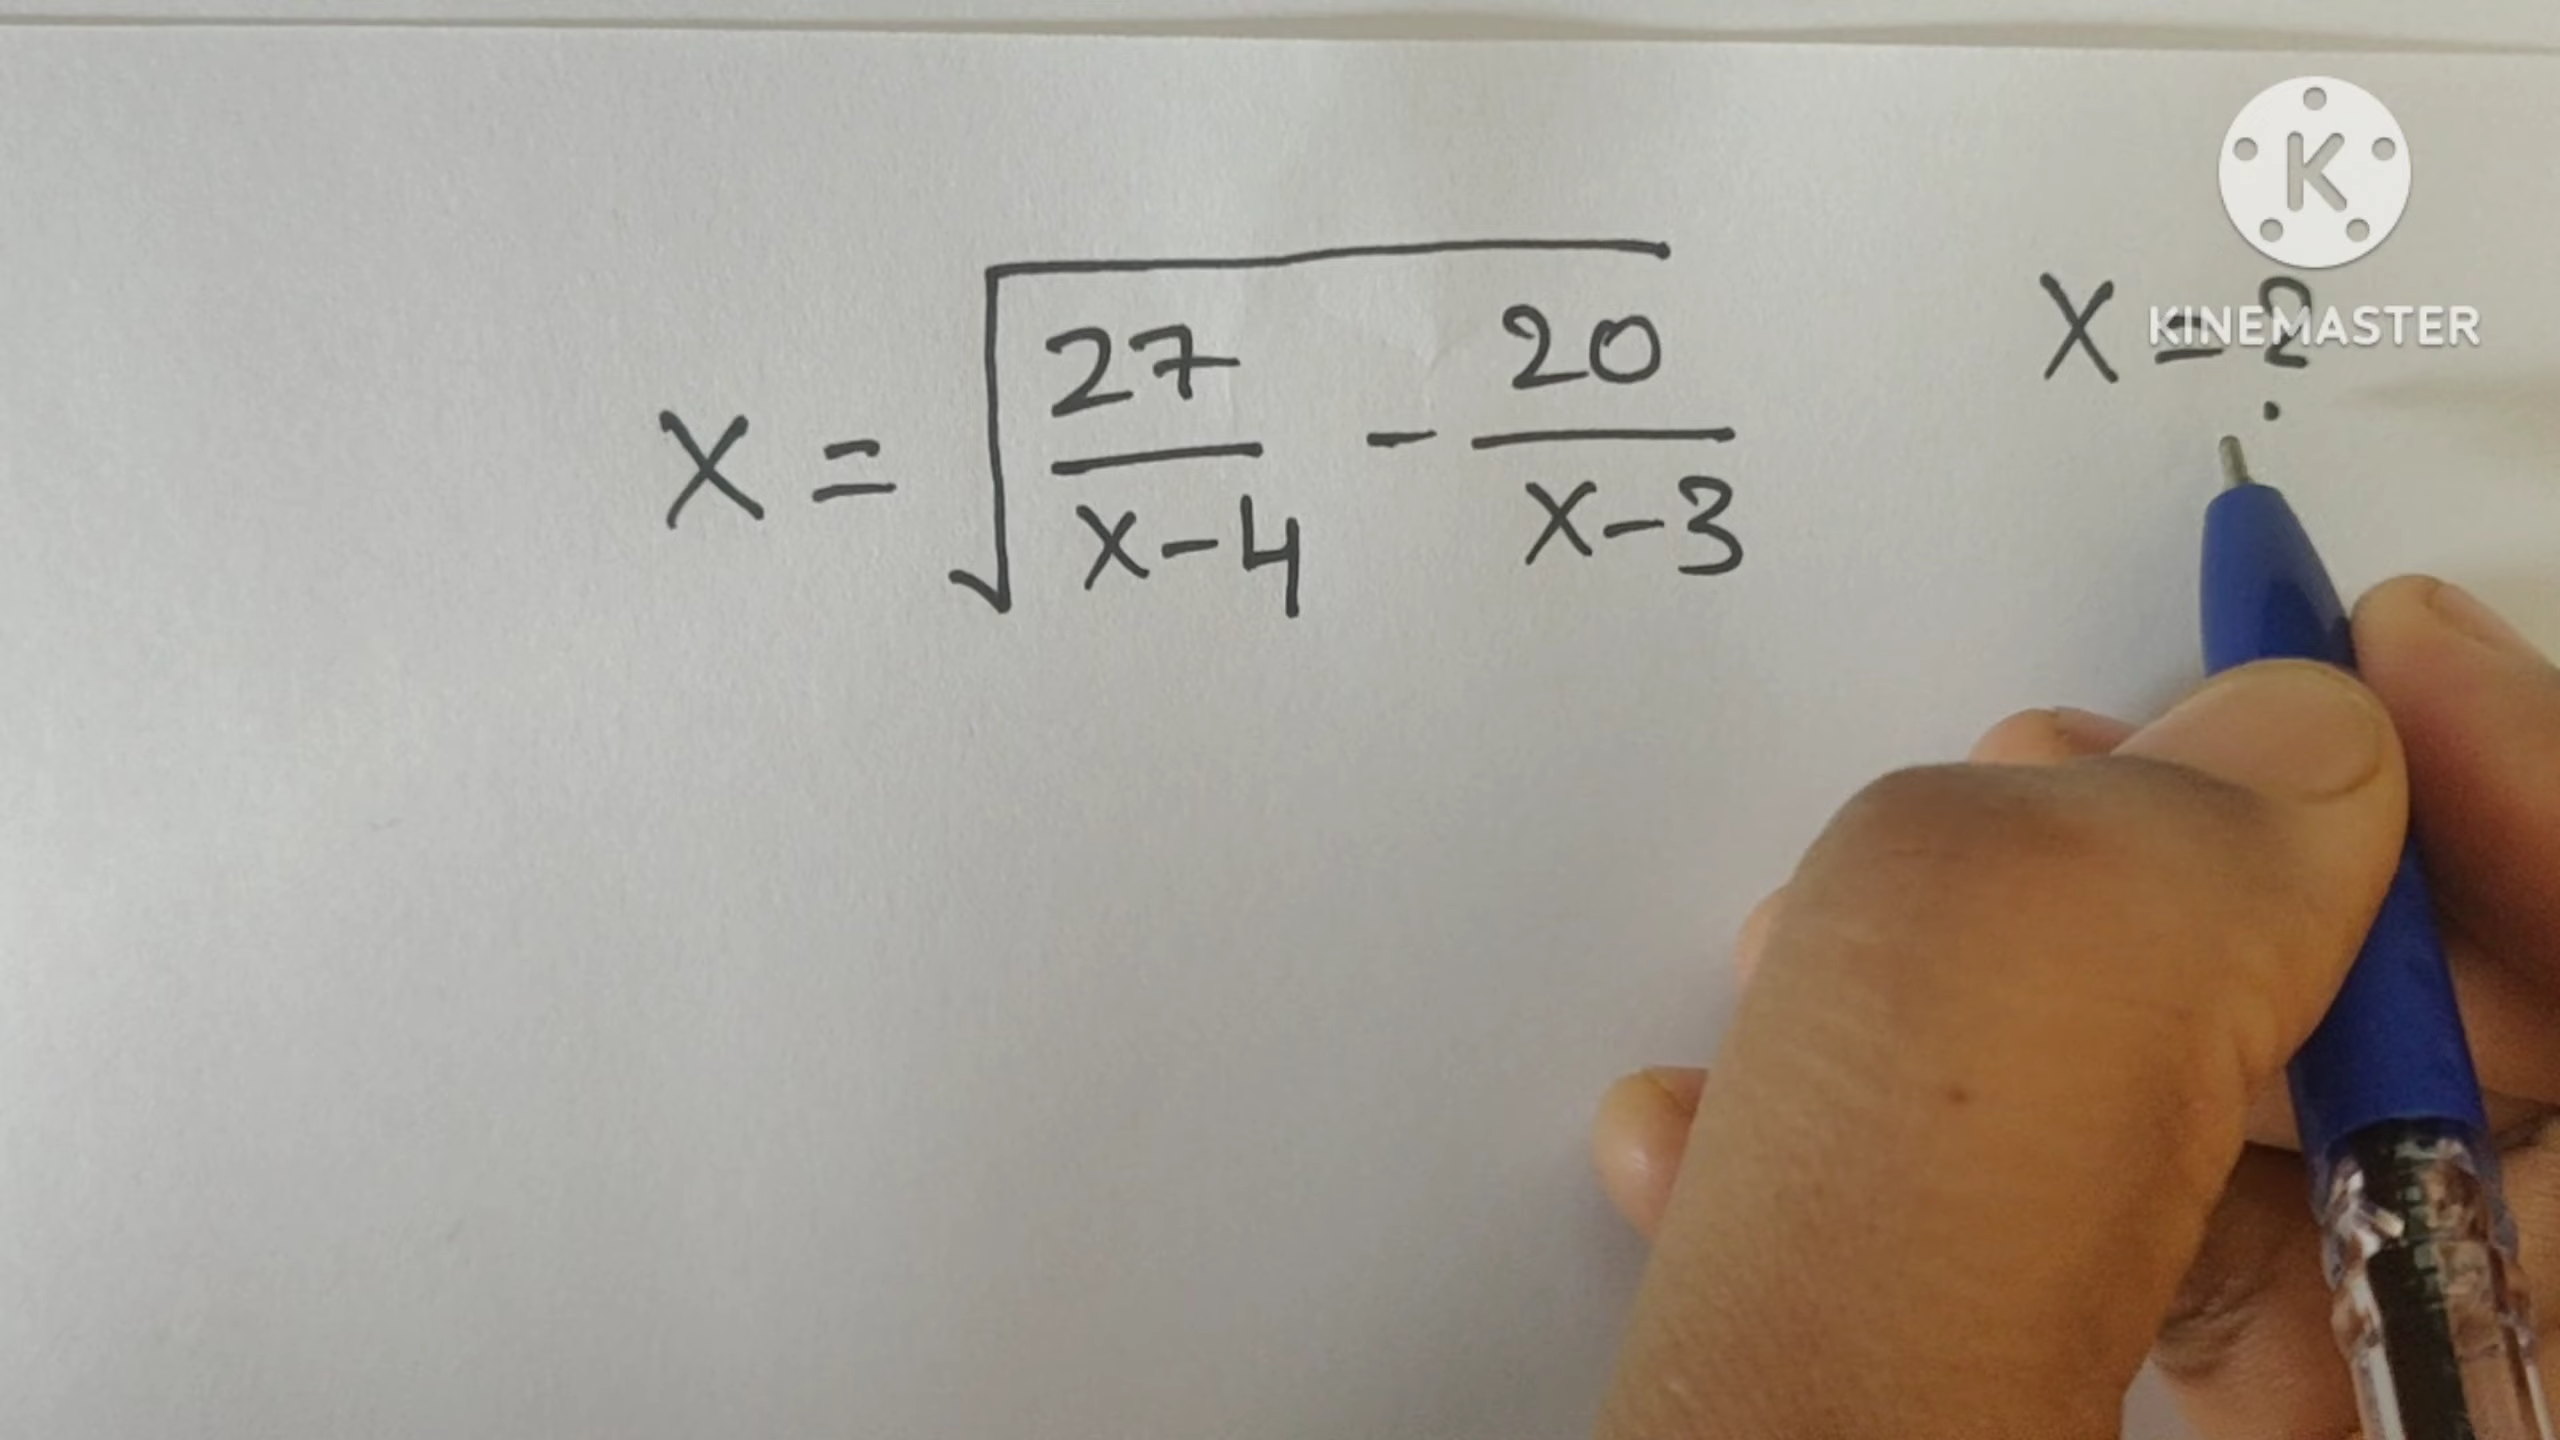 X = √(27/(x-4) - 20/(x-3))
X = ?
K
KINEMASTER